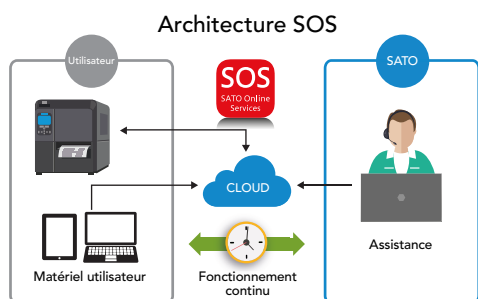 Architecture SOS
Utilisateur
SOS
SATO Online
Services
SATO
CLOUD
Matériel utilisateur
Fonctionnement
continu
Assistance